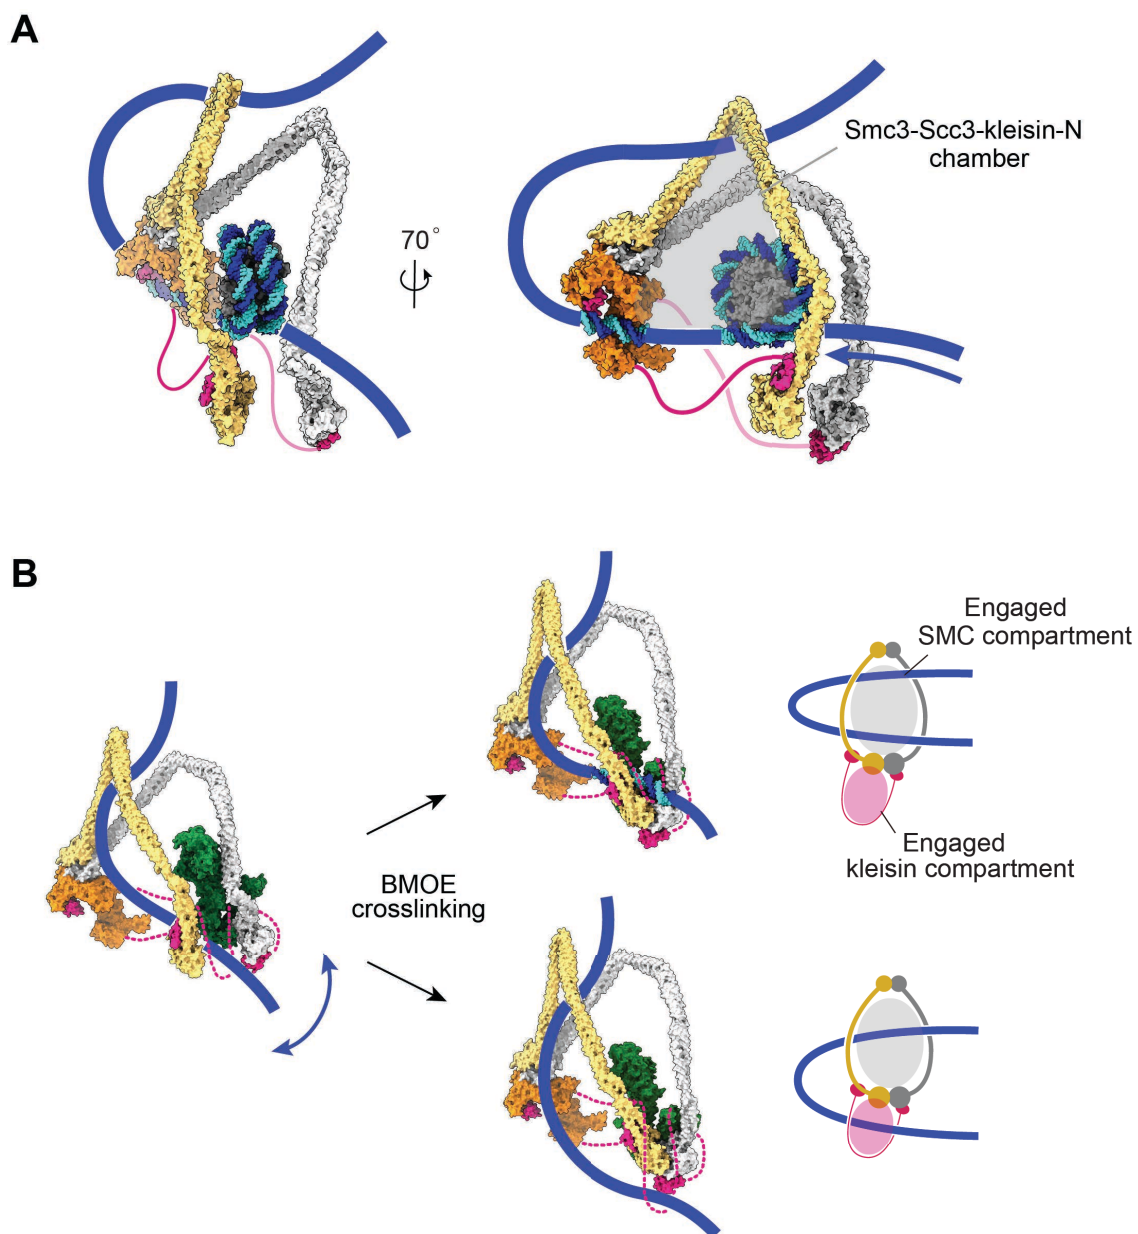 A
Smc3-Scc3-kleisin-N
chamber
70°
B
Engaged
SMC compartment
BMOE
crosslinking
Engaged
kleisin compartment